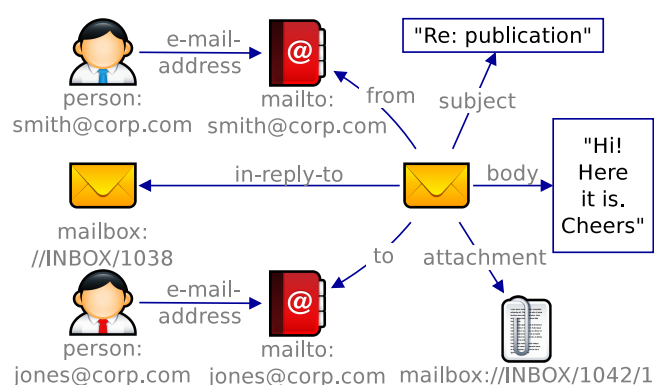 e-mail-
address
@
"Re: publication"
person:
smith@corp.com
mailto:
smith@corp.com
from
subject
in-reply-to
body
"Hi!
Here
it is.
Cheers"
mailbox:
//INBOX/1038
e-mail-
address
@
to
attachment
person:
jones@corp.com
mailto:
jones@corp.com
mailbox://INBOX/1042/1